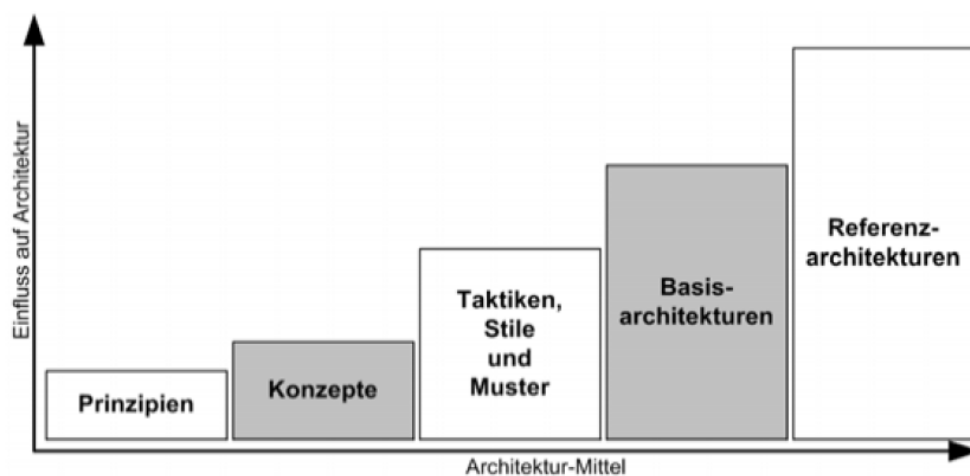 Einfluss auf Architektur
Prinzipien
Konzepte
Taktiken,
Stile
und
Muster
Basis-
architekturen
Referenz-
architekturen
Architektur-Mittel